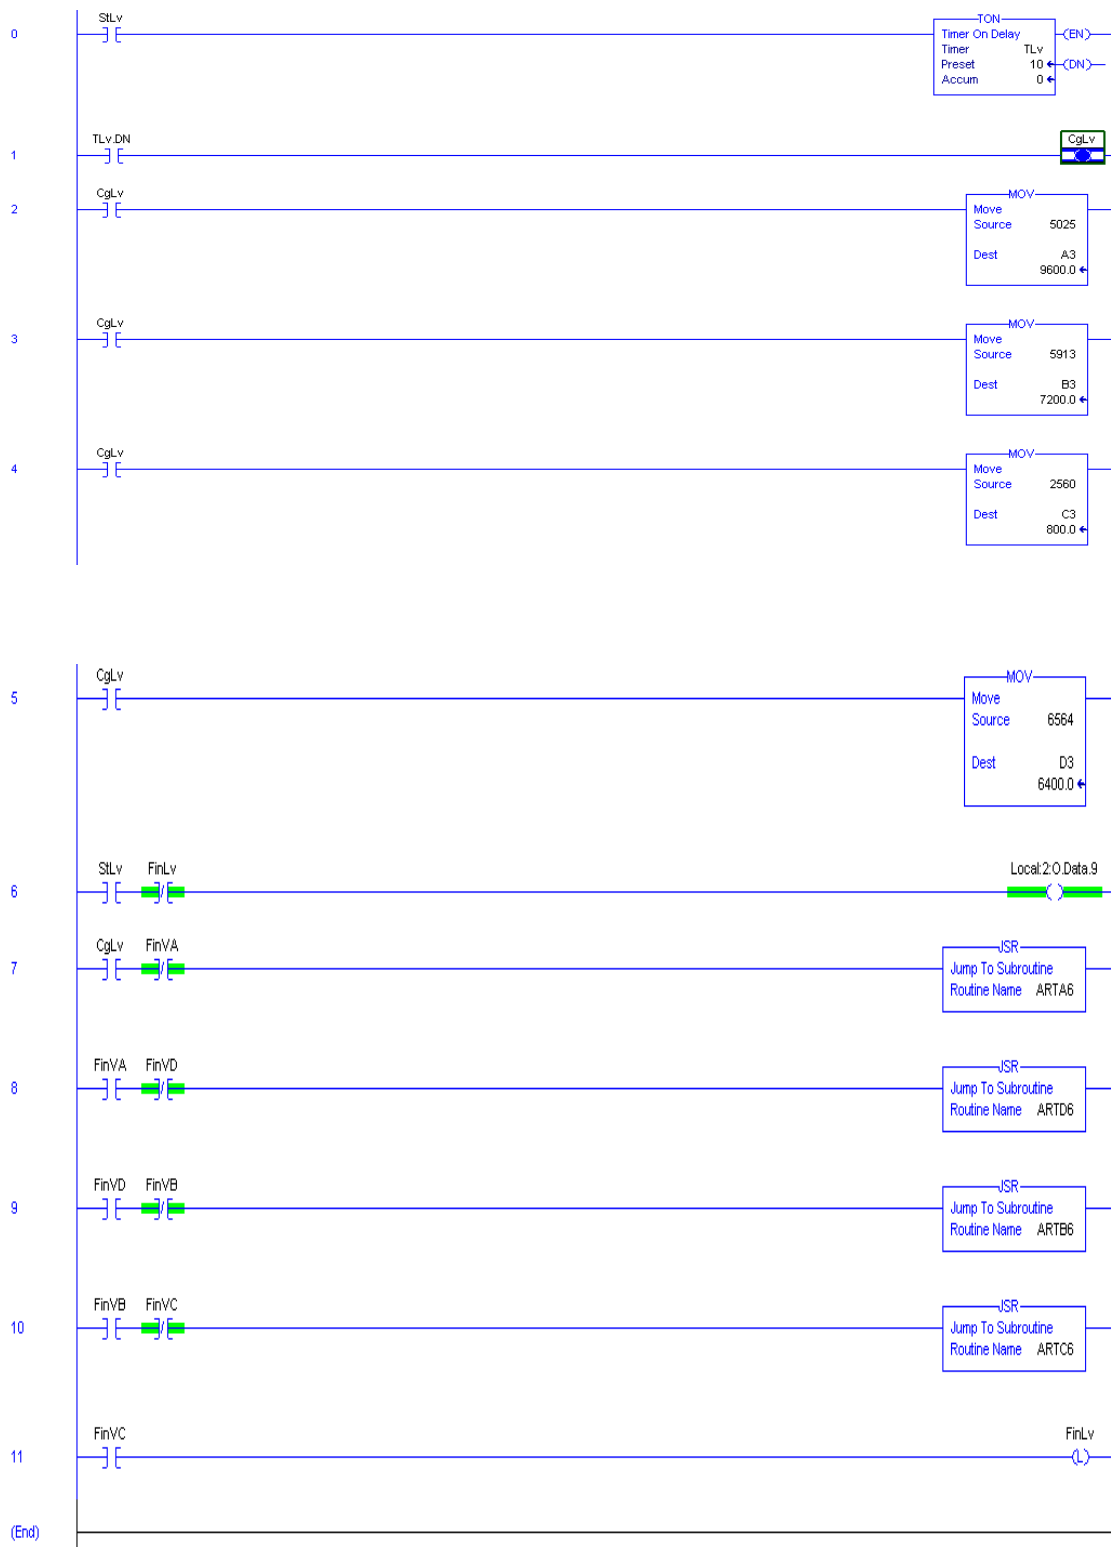 StLv
0
TON
Timer On Delay
(EN)
Timer TLv
Preset 10
(DN)
Accum 0
TLv.DN
CgLv
1
CgLv
2
MOV
Move
Source 5025
Dest A3
9600.0
CgLv
3
MOV
Move
Source 5913
Dest B3
7200.0
CgLv
4
MOV
Move
Source 2560
Dest C3
800.0
CgLv
5
MOV
Move
Source 6564
Dest D3
6400.0
StLv FinLv Local:2:O.Data.9
6
CgLv FinVA
7
JSR
Jump To Subroutine
Routine Name ARTA6
FinVA FinVD
8
JSR
Jump To Subroutine
Routine Name ARTD6
FinVD FinVB
9
JSR
Jump To Subroutine
Routine Name ARTB6
FinVB FinVC
10
JSR
Jump To Subroutine
Routine Name ARTC6
FinVC FinLv
11 (L)
(End)